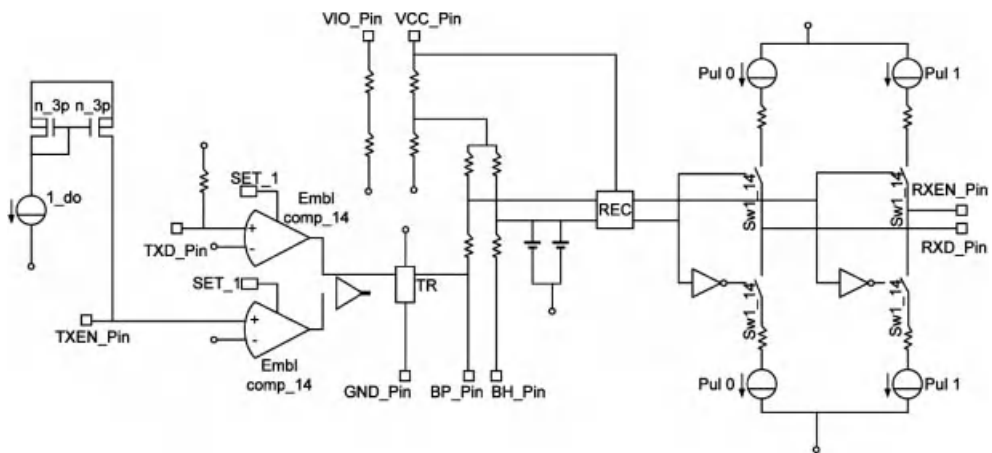 VIO_Pin VCC_Pin
Pul 0
Pul 1
n_3p n_3p
1_do
SET_1
Embl
comp_14
TXD_Pin
SET_1
Embl
comp_14
TXEN_Pin
TR
REC
GND_Pin
BP_Pin
BH_Pin
Sw1_14
Sw1_14
RXEN_Pin
RXD_Pin
Sw1_14
Sw1_14
Pul 0
Pul 1